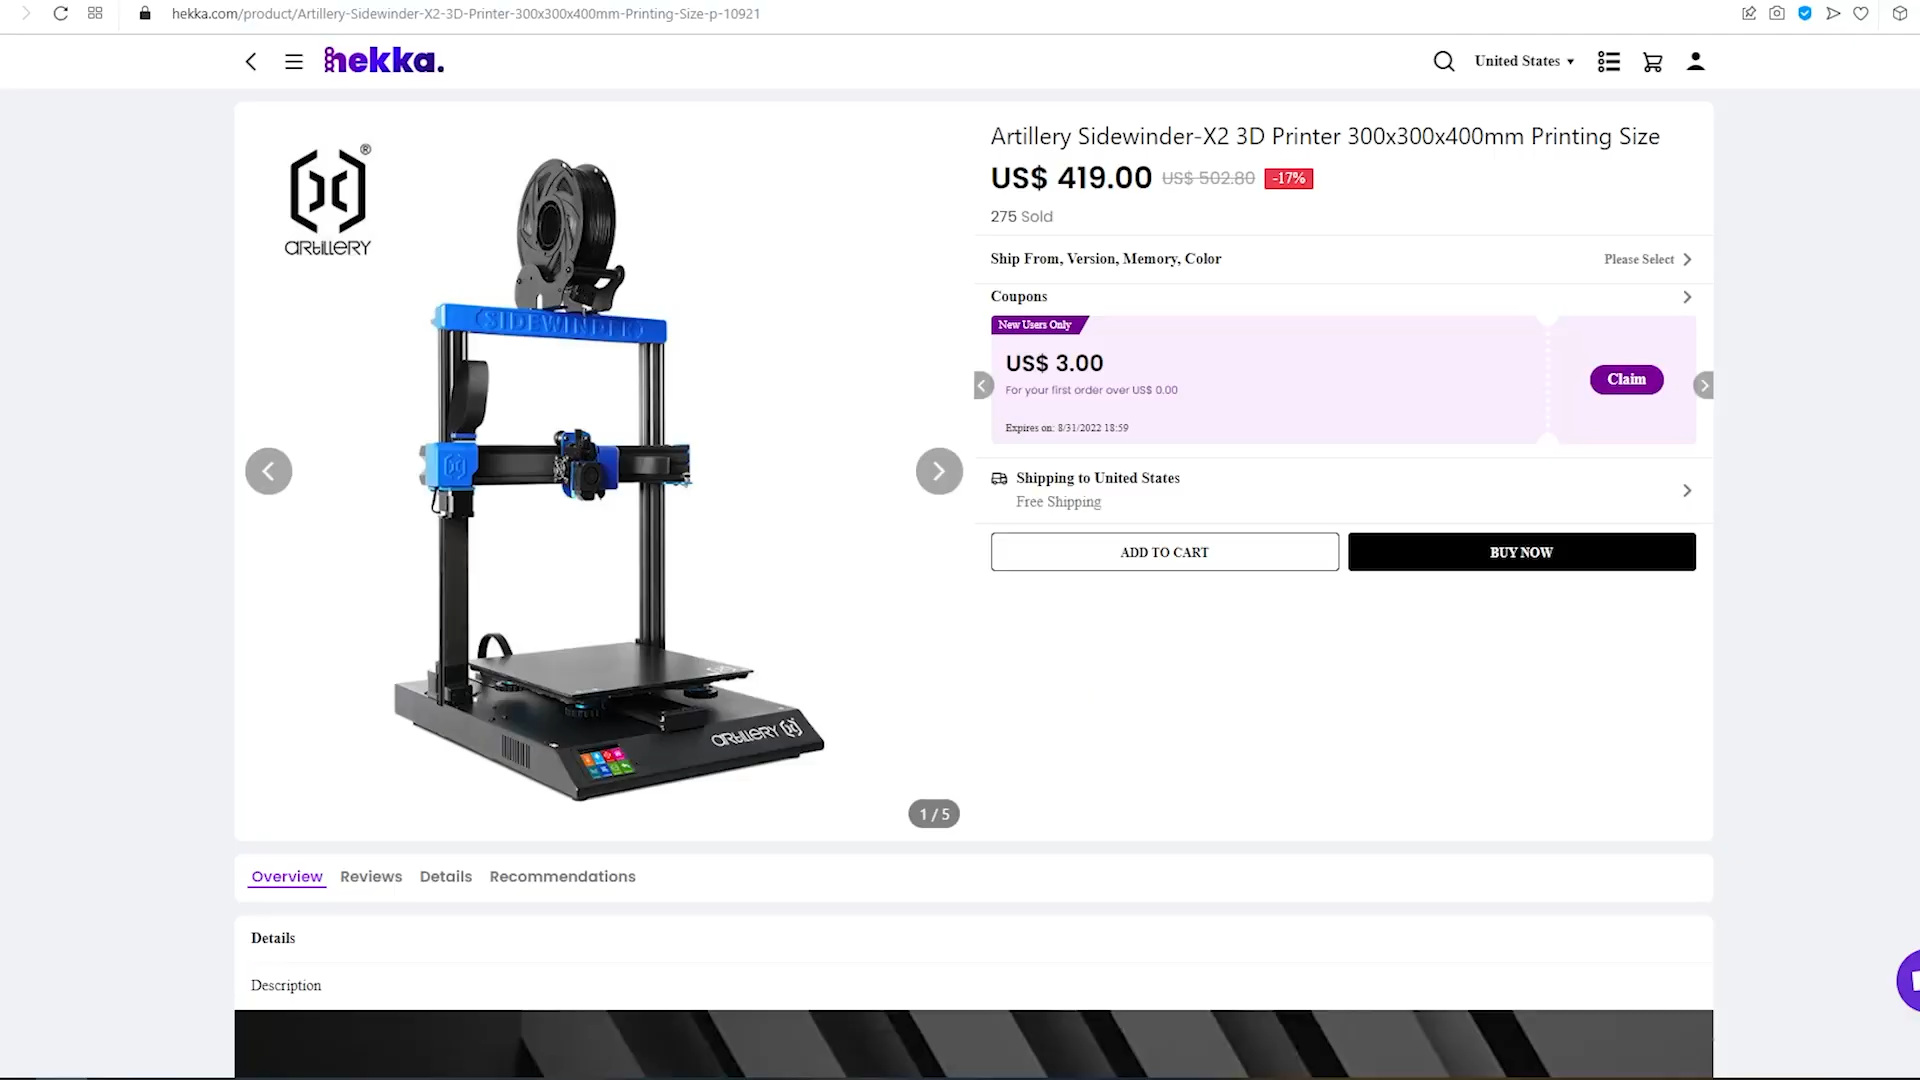 hekka.com/product/Artillery-Sidewinder-X2-3D-Printer-300x300x400mm-Printing-Size-p-10921
hekka.
United States
ARTILLERY
SIDEWINDER
ARTILLERY
1 / 5
Artillery Sidewinder-X2 3D Printer 300x300x400mm Printing Size
US$ 419.00 US$ 502.80 -17%
275 Sold
Ship From, Version, Memory, Color Please Select
Coupons
New Users Only
US$ 3.00
For your first order over US$ 0.00
Expires on: 8/31/2022 18:59
Claim
Shipping to United States
Free Shipping
ADD TO CART BUY NOW
Overview Reviews Details Recommendations
Details
Description